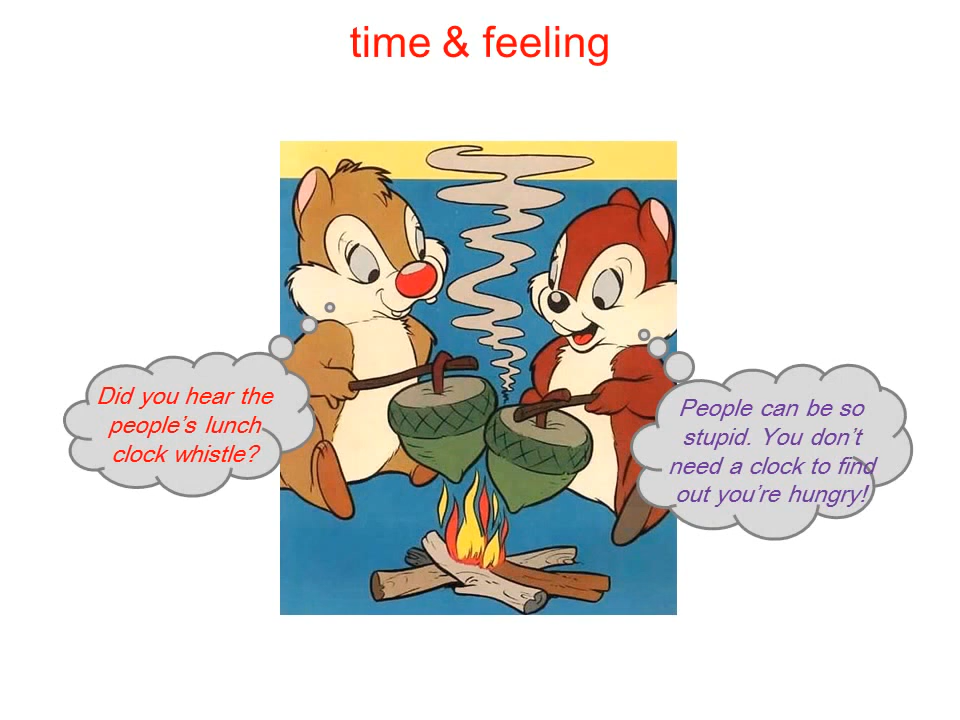 time & feeling
Did you hear the
people’s lunch
clock whistle?
People can be so
stupid. You don’t
need a clock to find
out you’re hungry!